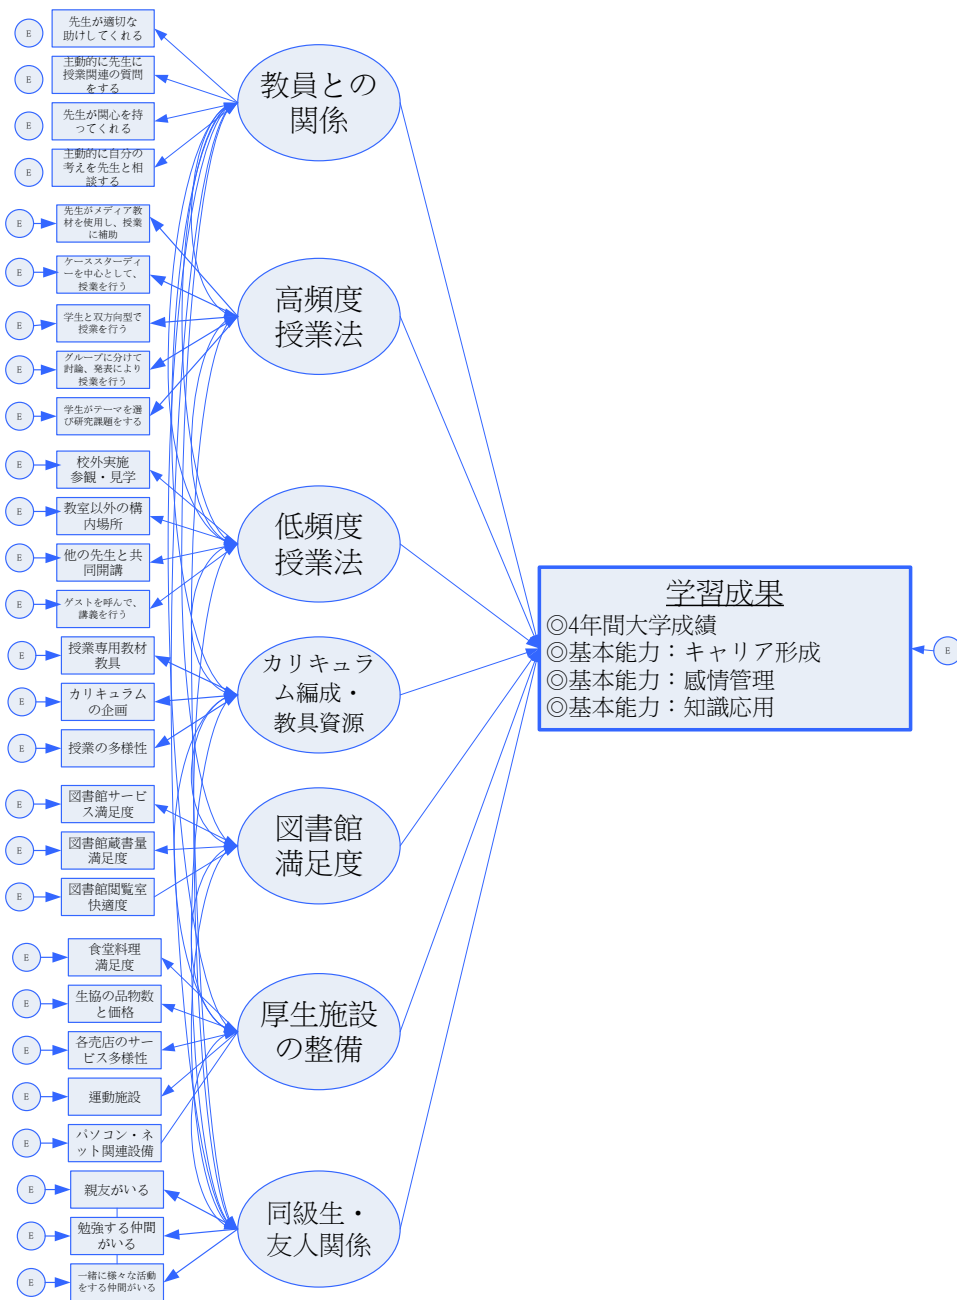 E
先生が適切な
助けしてくれる
E
主動的に先生に
授業関連の質問
をする
E
先生が関心を持
ってくれる
E
主動的に自分の
考えを先生と相
談する
教員との
関係
E
先生がメディア教
材を使用し、授業
に補助
E
ケーススターディ
ーを中心として、
授業を行う
E
学生と双方向型で
授業を行う
E
グループに分けて
討論、発表により
授業を行う
E
学生がテーマを選
び研究課題をする
高頻度
授業法
E
校外実施
参観・見学
E
教室以外の構
内場所
E
他の先生と共
同開講
E
ゲストを呼んで、
講義を行う
低頻度
授業法
E
授業専用教材
教具
E
カリキュラム
の企画
E
授業の多様性
カリキュラ
ム編成・
教具資源
E
図書館サービ
ス満足度
E
図書館蔵書量
満足度
E
図書館閲覧室
快適度
図書館
満足度
E
食堂料理
満足度
E
生協の品物数
と価格
E
各売店のサー
ビス多様性
E
運動施設
E
パソコン・ネ
ット関連設備
厚生施設
の整備
E
親友がいる
E
勉強する仲間
がいる
E
一緒に様々な活動
をする仲間がいる
同級生・
友人関係
学習成果
◎4年間大学成績
◎基本能力：キャリア形成
◎基本能力：感情管理
◎基本能力：知識応用
E